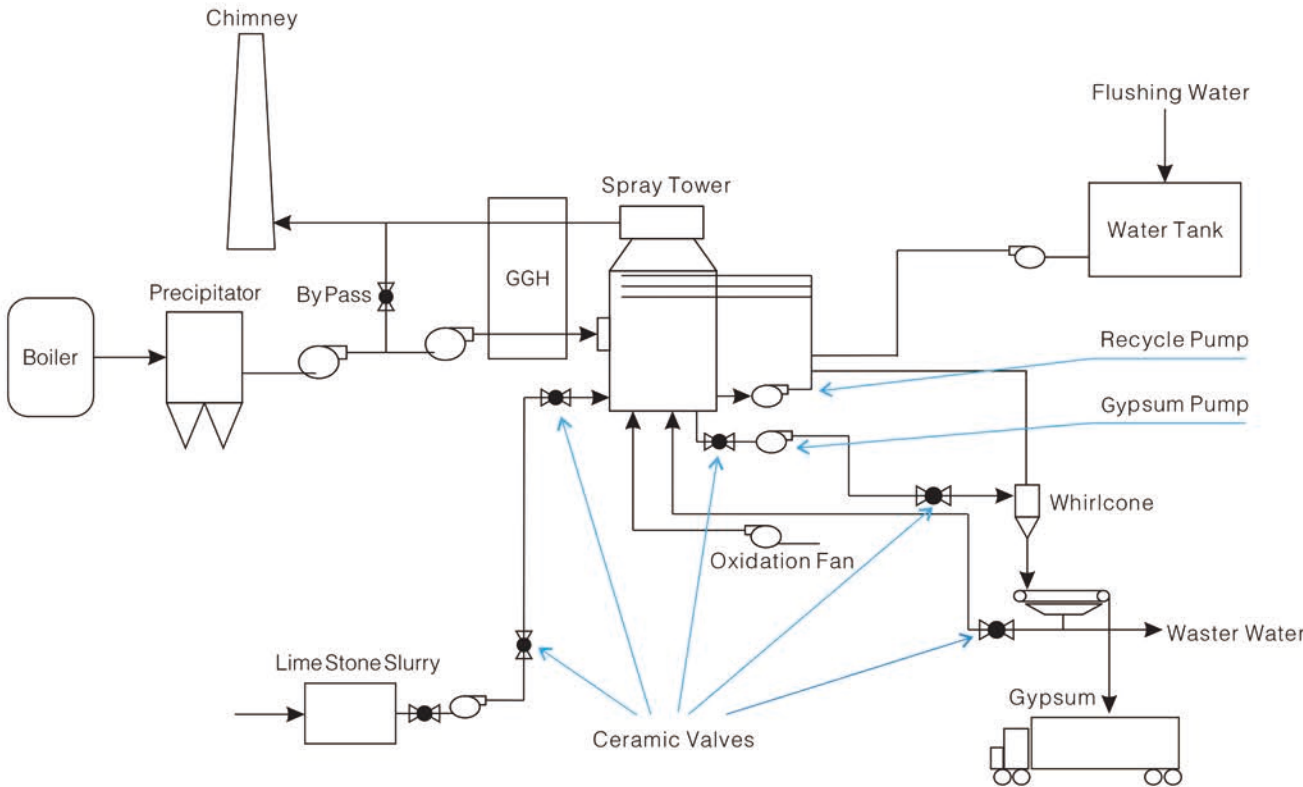 Chimney
Flushing Water
Spray Tower
Water Tank
Precipitator
By Pass
GGH
Boiler
Recycle Pump
Gypsum Pump
Whirlcone
Oxidation Fan
Waster Water
Lime Stone Slurry
Gypsum
Ceramic Valves